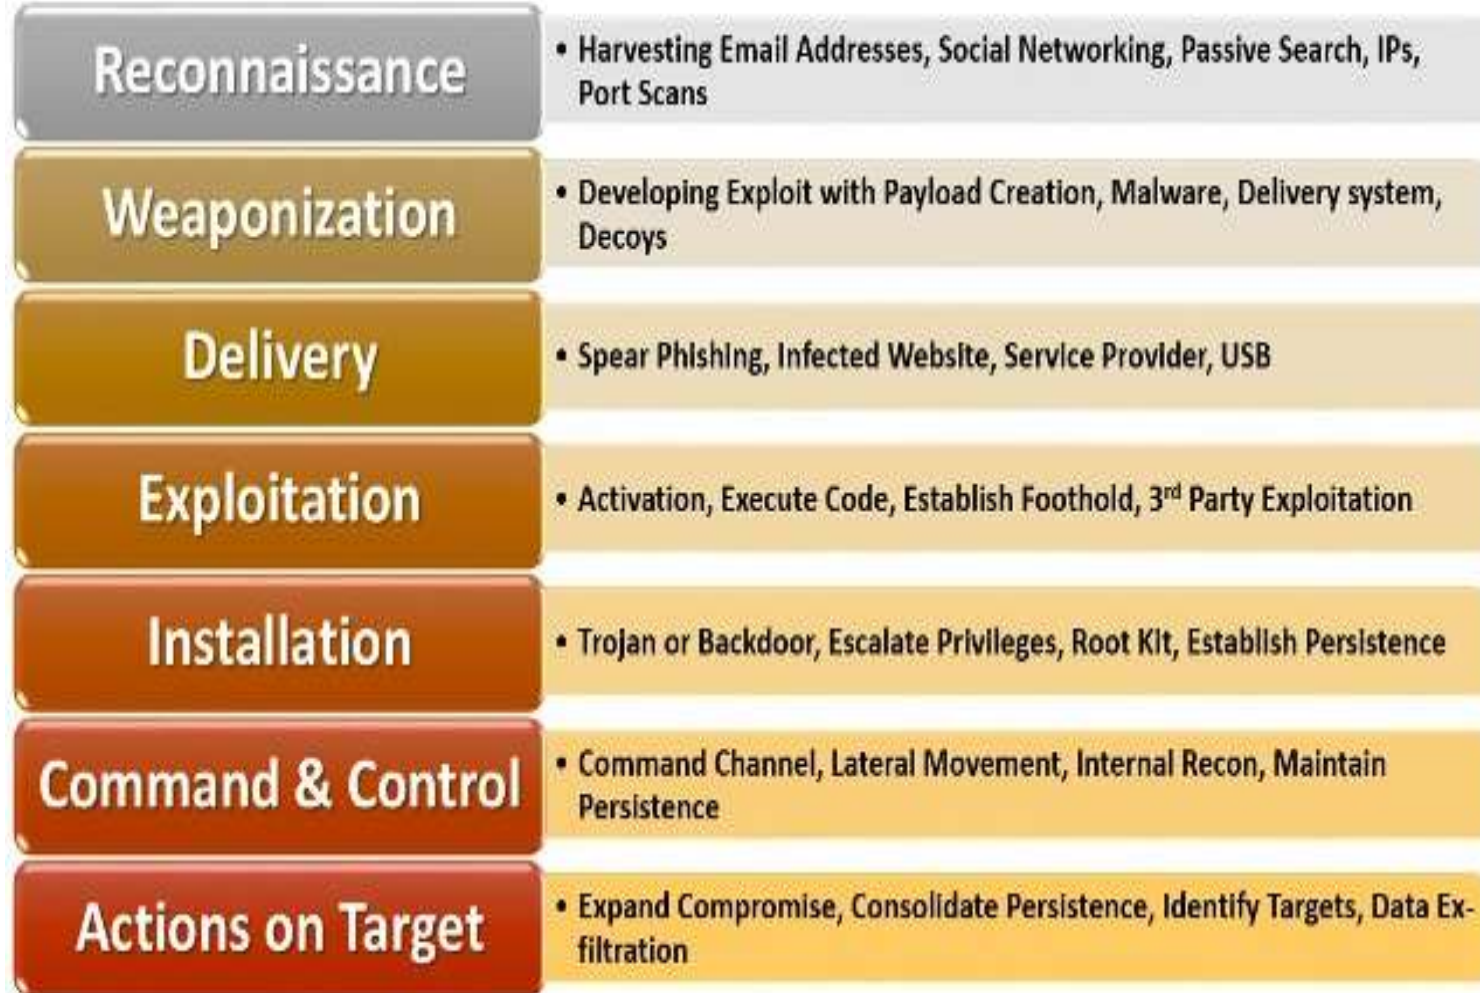 Reconnaissance
• Harvesting Email Addresses, Social Networking, Passive Search, IPs,
Port Scans
Weaponization
• Developing Exploit with Payload Creation, Malware, Delivery system,
Decoys
Delivery
• Spear Phishing, Infected Website, Service Provider, USB
Exploitation
• Activation, Execute Code, Establish Foothold, 3rd Party Exploitation
Installation
• Trojan or Backdoor, Escalate Privileges, Root Kit, Establish Persistence
Command & Control
• Command Channel, Lateral Movement, Internal Recon, Maintain
Persistence
Actions on Target
• Expand Compromise, Consolidate Persistence, Identify Targets, Data Ex-
filtration